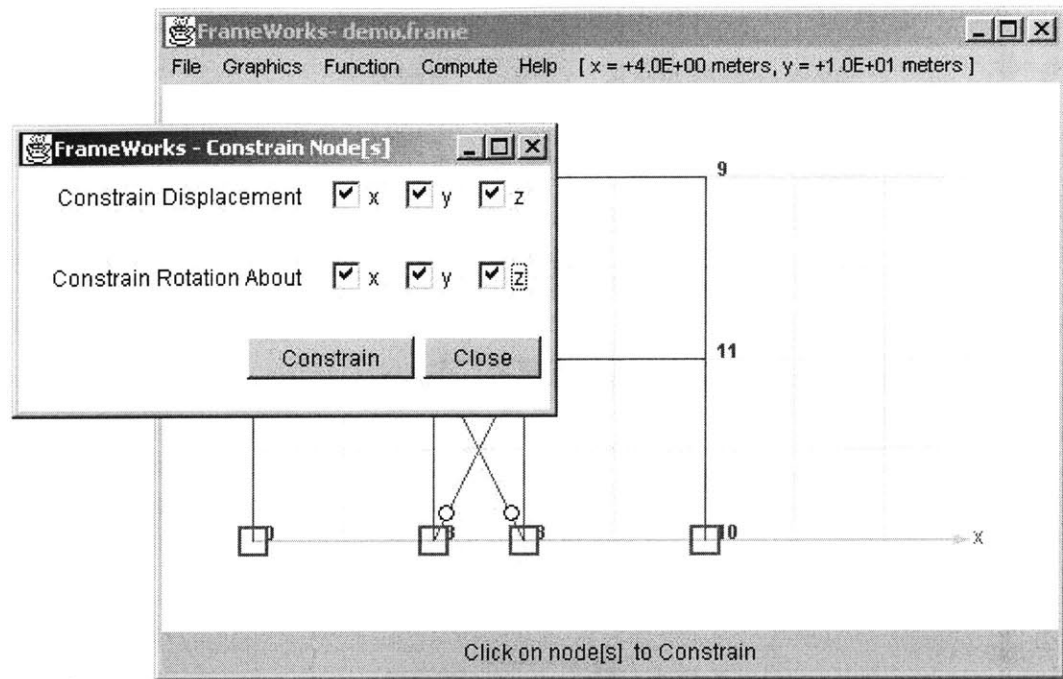 FrameWorks- demo.frame
File Graphics Function Compute Help [ x = +4.0E+00 meters, y = +1.0E+01 meters ]
FrameWorks - Constrain Node[s]
Constrain Displacement x y z
Constrain Rotation About x y z
Constrain Close
9
11
10
x
Click on node[s] to Constrain